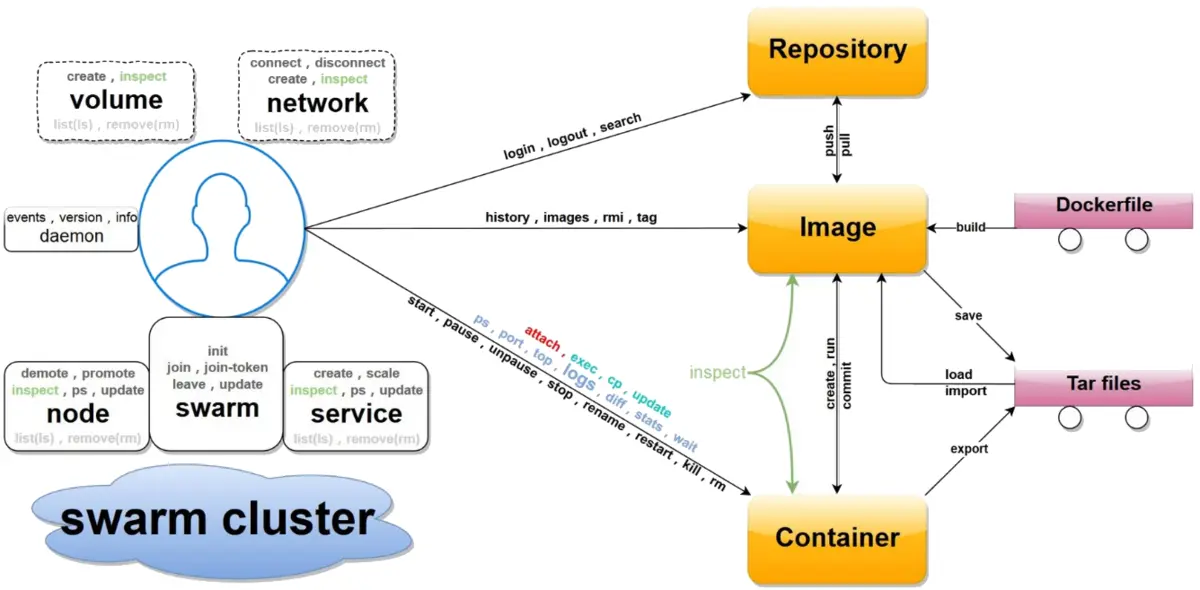 create , inspect
volume
list(ls) , remove(rm)
connect , disconnect
create , inspect
network
list(ls) , remove(rm)
events , version , info
daemon
init
join , join-token
leave , update
swarm
demote , promote
inspect , ps , update
node
list(ls) , remove(rm)
create , scale
inspect , ps , update
service
list(ls) , remove(rm)
swarm cluster
login , logout , search
history , images , rmi , tag
attach , exec , cp , update
ps , port , top , logs , diff , stats , wait
start , pause , unpause , stop , rename , restart , kill , rm
Repository
push
pull
Image
build
Dockerfile
inspect
create , run
commit
save
load
import
Tar files
export
Container